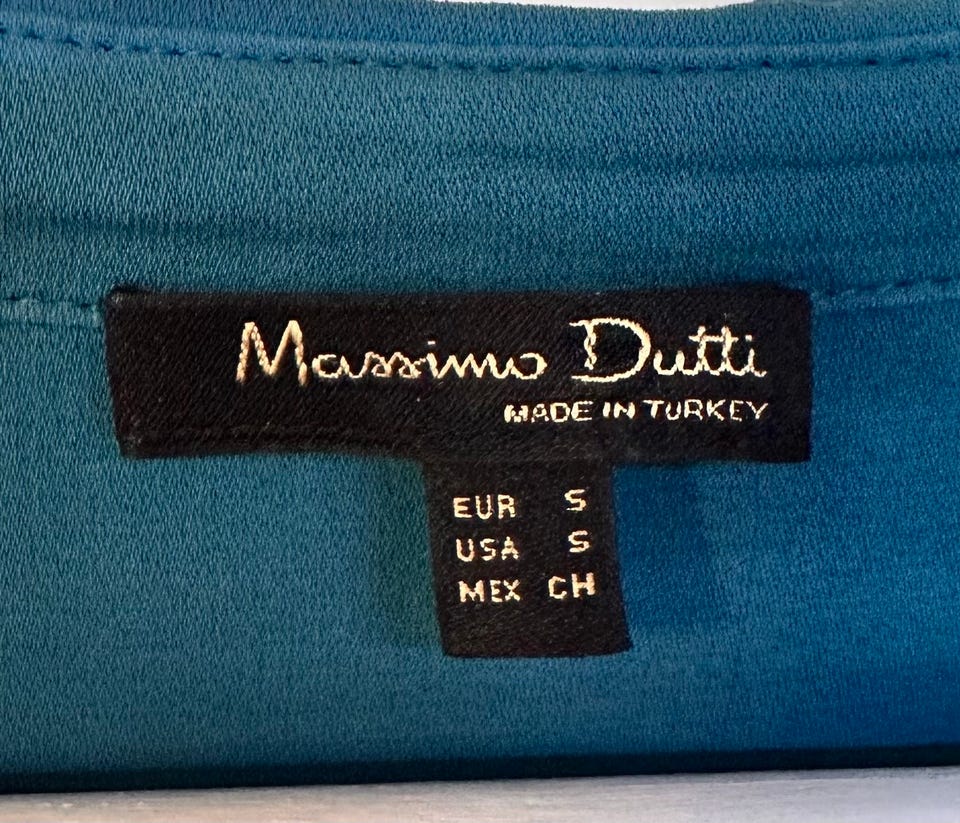 Massimo Dutti
MADE IN TURKEY
EUR S
USA S
MEX CH